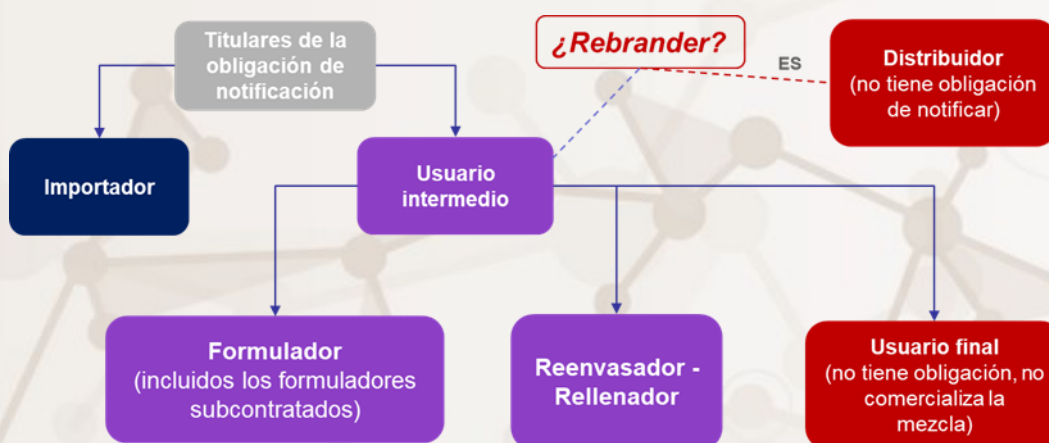 Titulares de la
obligación de
notificación
¿Rebrander?
ES
Distribuidor
(no tiene obligación
de notificar)
Importador
Usuario
intermedio
Formulador
(incluidos los formuladores
subcontratados)
Reenvasador -
Rellenador
Usuario final
(no tiene obligación, no
comercializa la
mezcla)